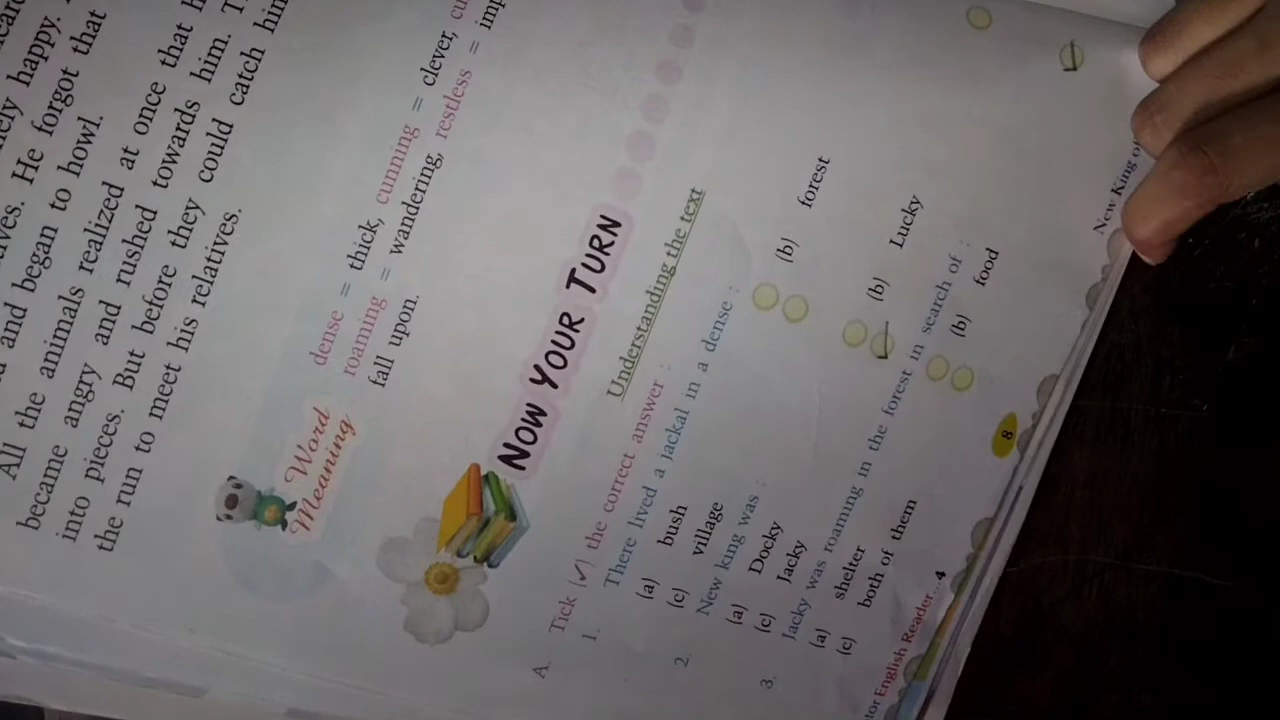 happy.
He forgot that
and began to howl.
All the animals realized at once that
became angry and rushed towards him.
into pieces. But before they could catch him
the run to meet his relatives.
Word Meaning
dense = thick, cunning = clever,
roaming = wandering, restless =
fall upon.
NOW YOUR TURN
Understanding the text
A. Tick (✓) the correct answer :
1. There lived a jackal in a dense :
(a) bush (b) forest
(c) village
2. New king was :
(a) Docky (b) Lucky
(c) Jacky
3. Jacky was roaming in the forest in search of :
(a) shelter (b) food
(c) both of them
English Reader...4 8 New King